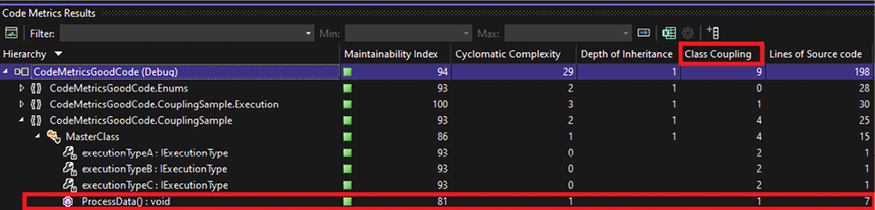 Code Metrics Results
Filter: Min: Max:
Hierarchy Maintainability Index Cyclomatic Complexity Depth of Inheritance Class Coupling Lines of Source code
CodeMetricsGoodCode (Debug) 94 29 1 9 198
CodeMetricsGoodCode.Enums 93 2 1 0 28
CodeMetricsGoodCode.CouplingSample.Execution 100 3 1 1 30
CodeMetricsGoodCode.CouplingSample 93 2 1 4 25
MasterClass 86 1 1 4 15
executionTypeA : IExecutionType 93 0 2 1
executionTypeB : IExecutionType 93 0 2 1
executionTypeC : IExecutionType 93 0 2 1
ProcessData() : void 81 1 1 7